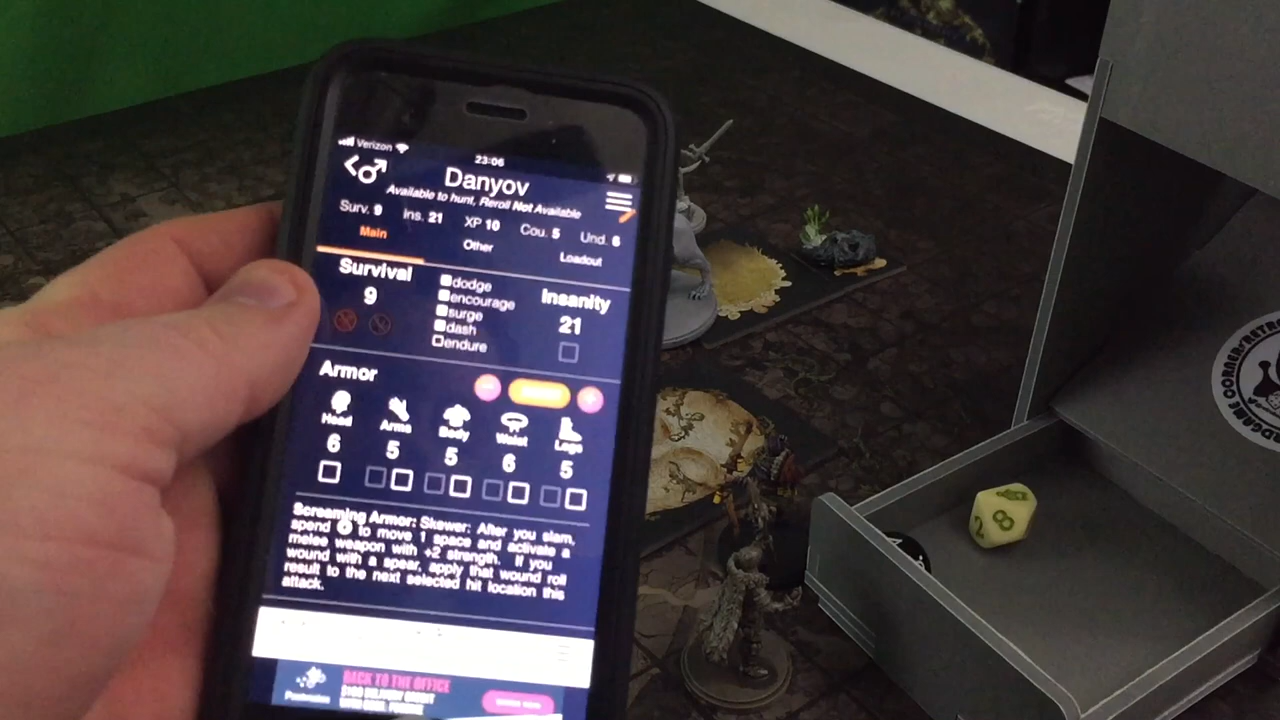 Verizon
23:06
Danyov
Available to hunt, Reroll Not Available
Surv. 9 Ins. 21 XP 10 Cou. 5 Und. 6
Main Other Loadout
Survival
9
dodge
encourage
surge
dash
endure
Insanity
21
Armor
Head Arms Body Waist Legs
6 5 5 6 5
Screaming Armor: Skewer: After you slam,
spend to move 1 space and activate a
melee weapon with +2 strength. If you
wound with a spear, apply that wound roll
result to the next selected hit location this
attack.
BACK TO THE OFFICE
Postmates
2 8